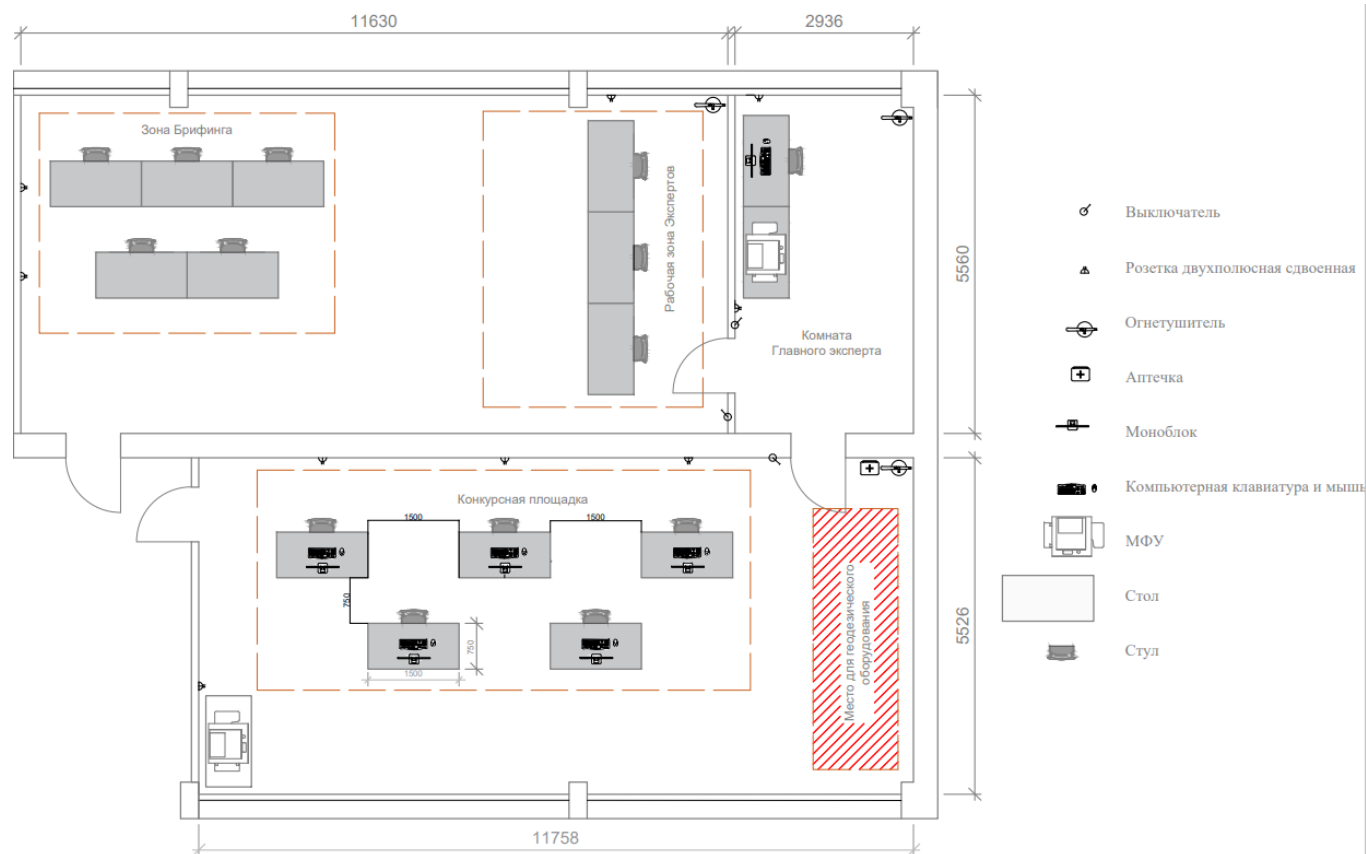 11630
2936
Зона Брифинга
Рабочая зона Экспертов
Комната
Главного эксперта
5560
Выключатель
Розетка двухполюсная сдвоенная
Огнетушитель
Аптечка
Моноблок
Компьютерная клавиатура и мышь
МФУ
Стол
Стул
Конкурсная площадка
1500
1500
750
750
1500
Место для геодезического
оборудования
5526
11758